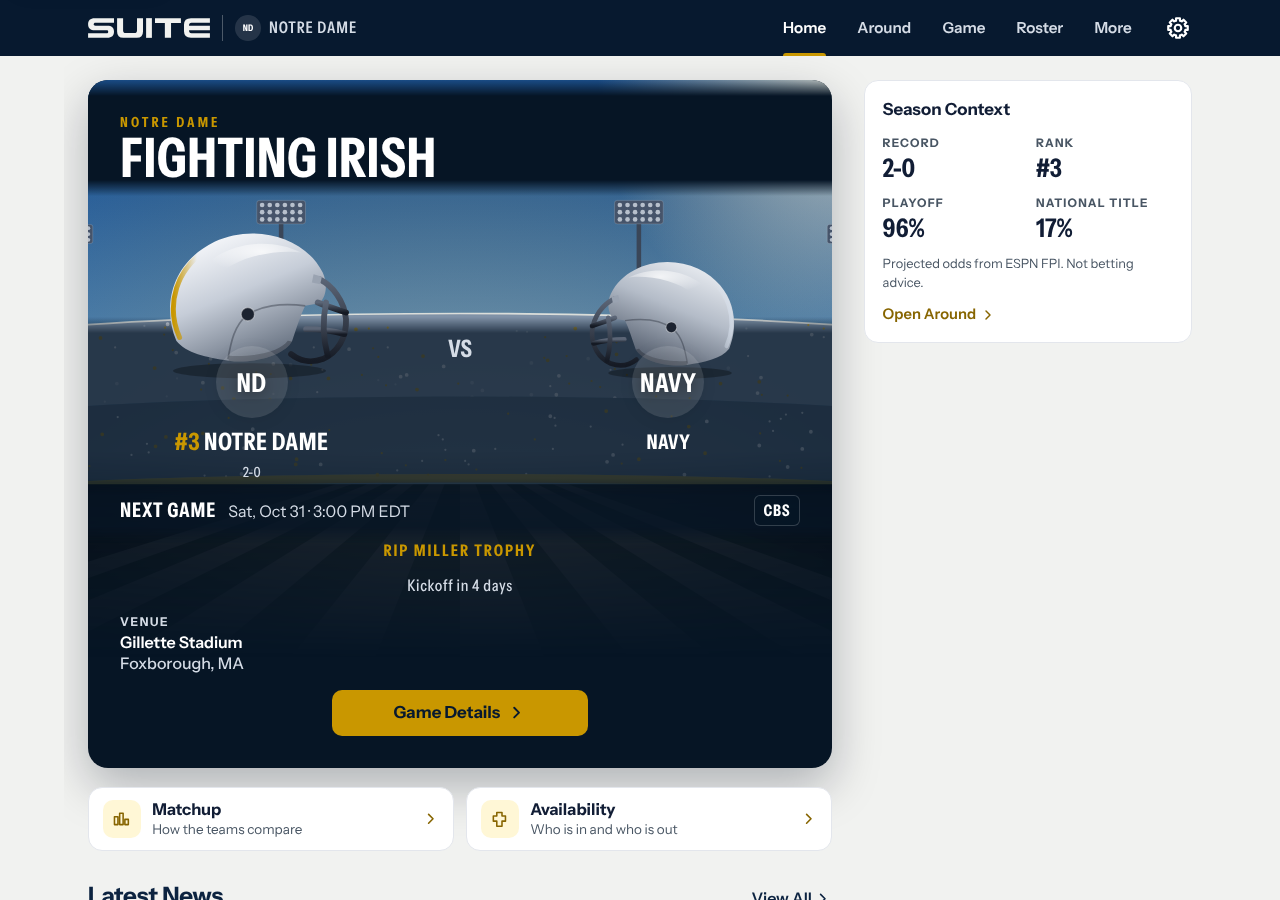 SUITE
ND
NOTRE DAME
Home
Around
Game
Roster
More
NOTRE DAME
FIGHTING IRISH
VS
ND
NAVY
#3 NOTRE DAME
NAVY
2-0
NEXT GAME Sat, Oct 31 · 3:00 PM EDT
CBS
RIP MILLER TROPHY
Kickoff in 4 days
VENUE
Gillette Stadium
Foxborough, MA
Game Details
Season Context
RECORD
RANK
2-0
#3
PLAYOFF
NATIONAL TITLE
96%
17%
Projected odds from ESPN FPI. Not betting
advice.
Open Around
Matchup
How the teams compare
Availability
Who is in and who is out
Latest News
View All